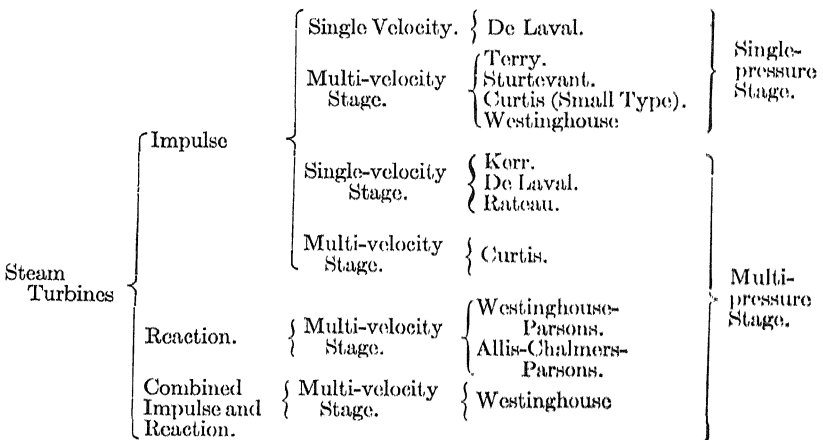 Single Velocity. { De Laval.
Multi-velocity Stage. { Terry.
Sturtevant.
Curtis (Small Type).
Westinghouse
} Single-
pressure
Stage.
Steam
Turbines
Impulse
Single-velocity
Stage.
Kerr.
De Laval.
Rateau.
Multi-velocity
Stage.
Curtis.
Reaction.
Multi-velocity
Stage.
Westinghouse-
Parsons.
Allis-Chalmers-
Parsons.
Combined
Impulse and
Reaction.
Multi-velocity
Stage.
Westinghouse
Multi-
pressure
Stage.